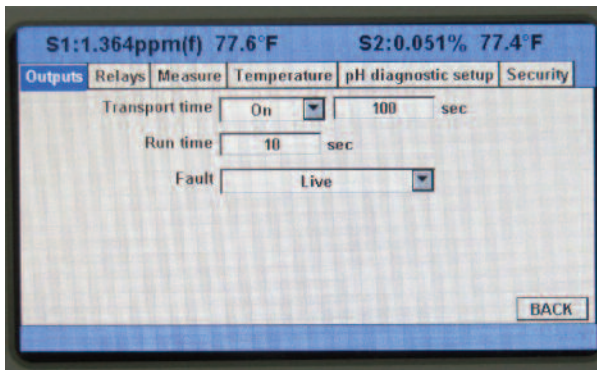 S1:1.364ppm(f) 77.6°F S2:0.051% 77.4°F
Outputs Relays Measure Temperature pH diagnostic setup Security
Transport time On 100 sec
Run time 10 sec
Fault Live
BACK